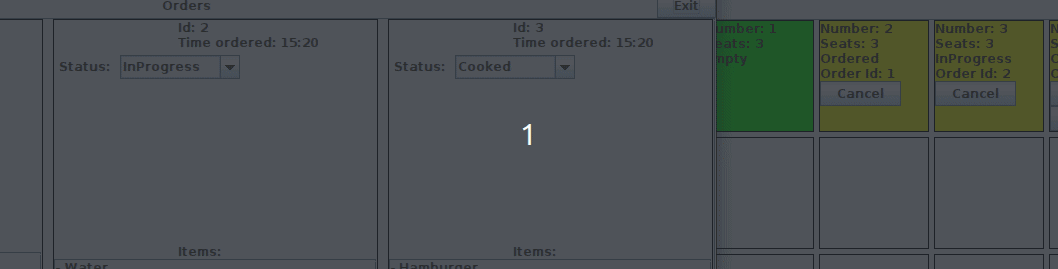 Orders
Exit
Id: 2
Time ordered: 15:20
Status: InProgress
Items:
- Water
Id: 3
Time ordered: 15:20
Status: Cooked
1
Items:
- Hamburger
umber: 1
eats: 3
mpty
Number: 2
Seats: 3
Ordered
Order Id: 1
Cancel
Number: 3
Seats: 3
InProgress
Order Id: 2
Cancel